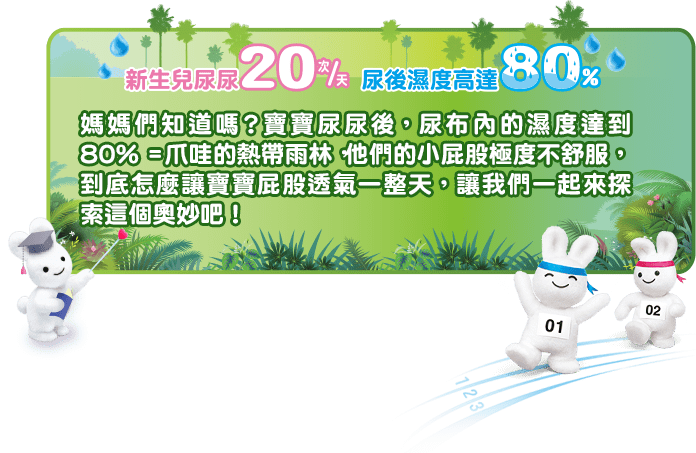 新生兒尿尿20次/天 尿後濕度高達80%
媽媽們知道嗎？寶寶尿尿後，尿布內的濕度達到
80% =爪哇的熱帶雨林，他們的小屁股極度不舒服，
到底怎麼讓寶寶屁股透氣一整天，讓我們一起來探
索這個奧妙吧！
01
02
1 2 3